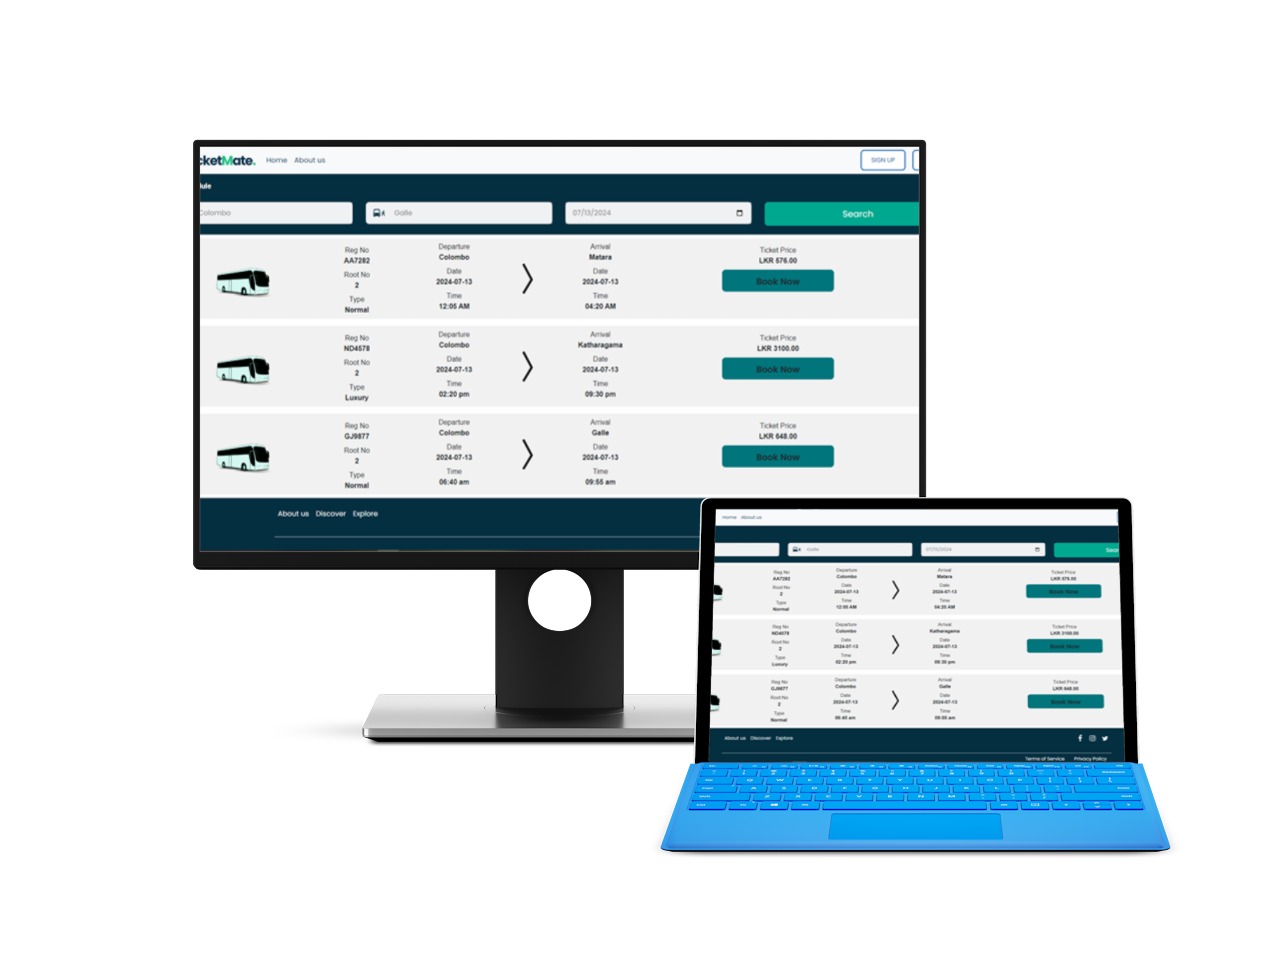 cketMate. Home About us SIGN UP
dule
Colombo Galle 07/13/2024 Search
Reg No Departure Arrival Ticket Price
AA7282 Colombo Matara LKR 576.00
Root No Date Date Book Now
2 2024-07-13 2024-07-13
Type Time Time
Normal 12:05 AM 04:20 AM
Reg No Departure Arrival Ticket Price
ND4578 Colombo Katharagama LKR 3100.00
Root No Date Date Book Now
2 2024-07-13 2024-07-13
Type Time Time
Luxury 02:20 pm 09:30 pm
Reg No Departure Arrival Ticket Price
GJ9877 Colombo Galle LKR 648.00
Root No Date Date Book Now
2 2024-07-13 2024-07-13
Type Time Time
Normal 06:40 am 09:55 am
About us Discover Explore
Home About us
Galle 07/13/2024 Sear
Reg No Departure Arrival Ticket Price
AA7282 Colombo Matara LKR 576.00
Root No Date Date Book Now
2 2024-07-13 2024-07-13
Type Time Time
Normal 12:05 AM 04:20 AM
Reg No Departure Arrival Ticket Price
ND4578 Colombo Katharagama LKR 3100.00
Root No Date Date Book Now
2 2024-07-13 2024-07-13
Type Time Time
Luxury 02:20 pm 09:30 pm
Reg No Departure Arrival Ticket Price
GJ9877 Colombo Galle LKR 648.00
Root No Date Date Book Now
2 2024-07-13 2024-07-13
Type Time Time
Normal 06:40 am 09:55 am
About us Discover Explore
Terms of Service Privacy Policy